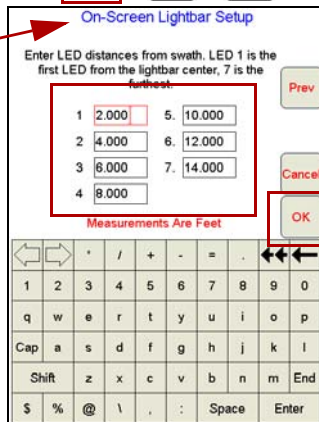 On-Screen Lightbar Setup
Enter LED distances from swath. LED 1 is the
first LED from the lightbar center, 7 is the
furthest.
Prev
1 2.000 5. 10.000
2 4.000 6. 12.000
3 6.000 7. 14.000
4 8.000
Cancel
OK
Measurements Are Feet
' / + - = .
1 2 3 4 5 6 7 8 9 0
q w e r t y u i o p
Cap a s d f g h j k l
Shift z x c v b n m End
$ % @ \ , : Space Enter